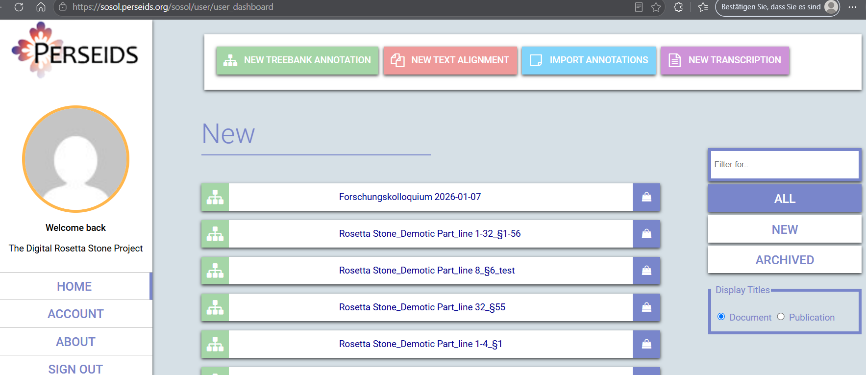 https://sosol.perseids.org/sosol/user/user_dashboard
Bestätigen Sie, dass Sie es sind
PERSEIDS
Welcome back
The Digital Rosetta Stone Project
HOME
ACCOUNT
ABOUT
SIGN OUT
NEW TREEBANK ANNOTATION
NEW TEXT ALIGNMENT
IMPORT ANNOTATIONS
NEW TRANSCRIPTION
New
Forschungskolloquium 2026-01-07
Rosetta Stone_Demotic Part_line 1-32_§1-56
Rosetta Stone_Demotic Part_line 8_§6_test
Rosetta Stone_Demotic Part_line 32_§55
Rosetta Stone_Demotic Part_line 1-4_§1
Filter for...
ALL
NEW
ARCHIVED
Display Titles
Document Publication